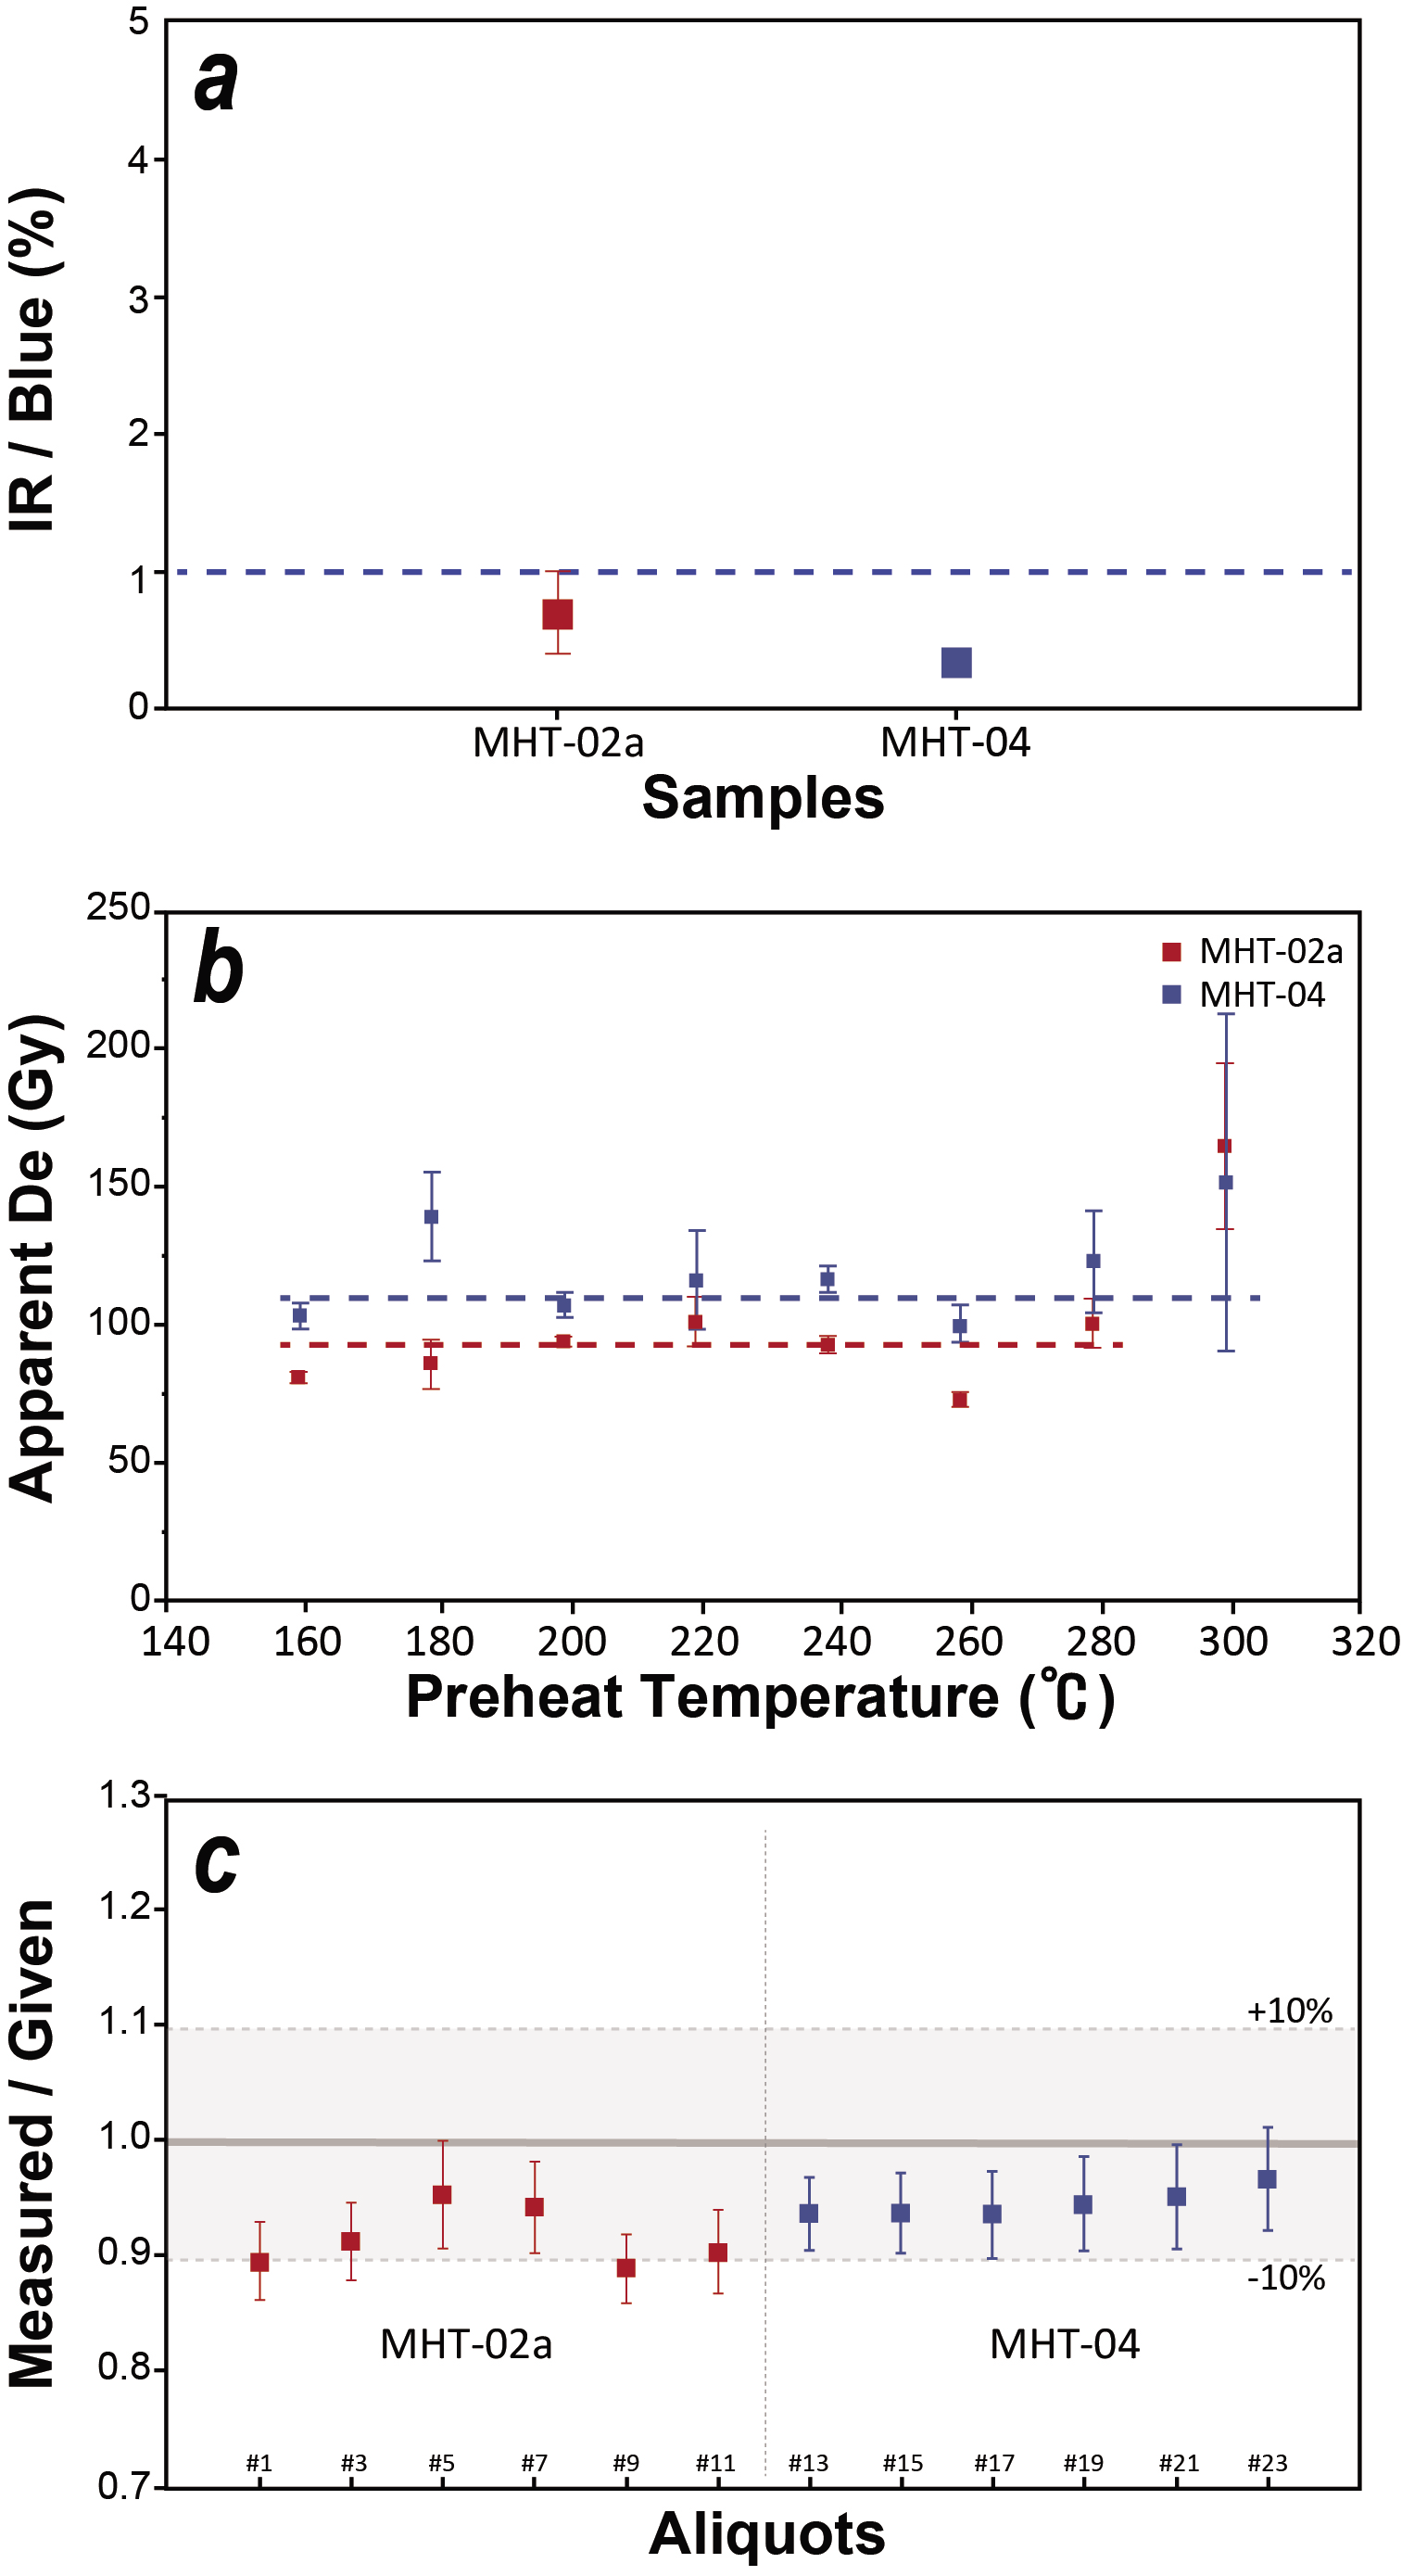 a
5
4
3
2
1
0
IR / Blue (%)
MHT-02a MHT-04
Samples
b
MHT-02a
MHT-04
250
200
150
100
50
0
Apparent De (Gy)
140 160 180 200 220 240 260 280 300 320
Preheat Temperature (℃)
c
1.3
1.2
1.1
1.0
0.9
0.8
0.7
Measured / Given
+10%
-10%
MHT-02a MHT-04
#1 #3 #5 #7 #9 #11 #13 #15 #17 #19 #21 #23
Aliquots